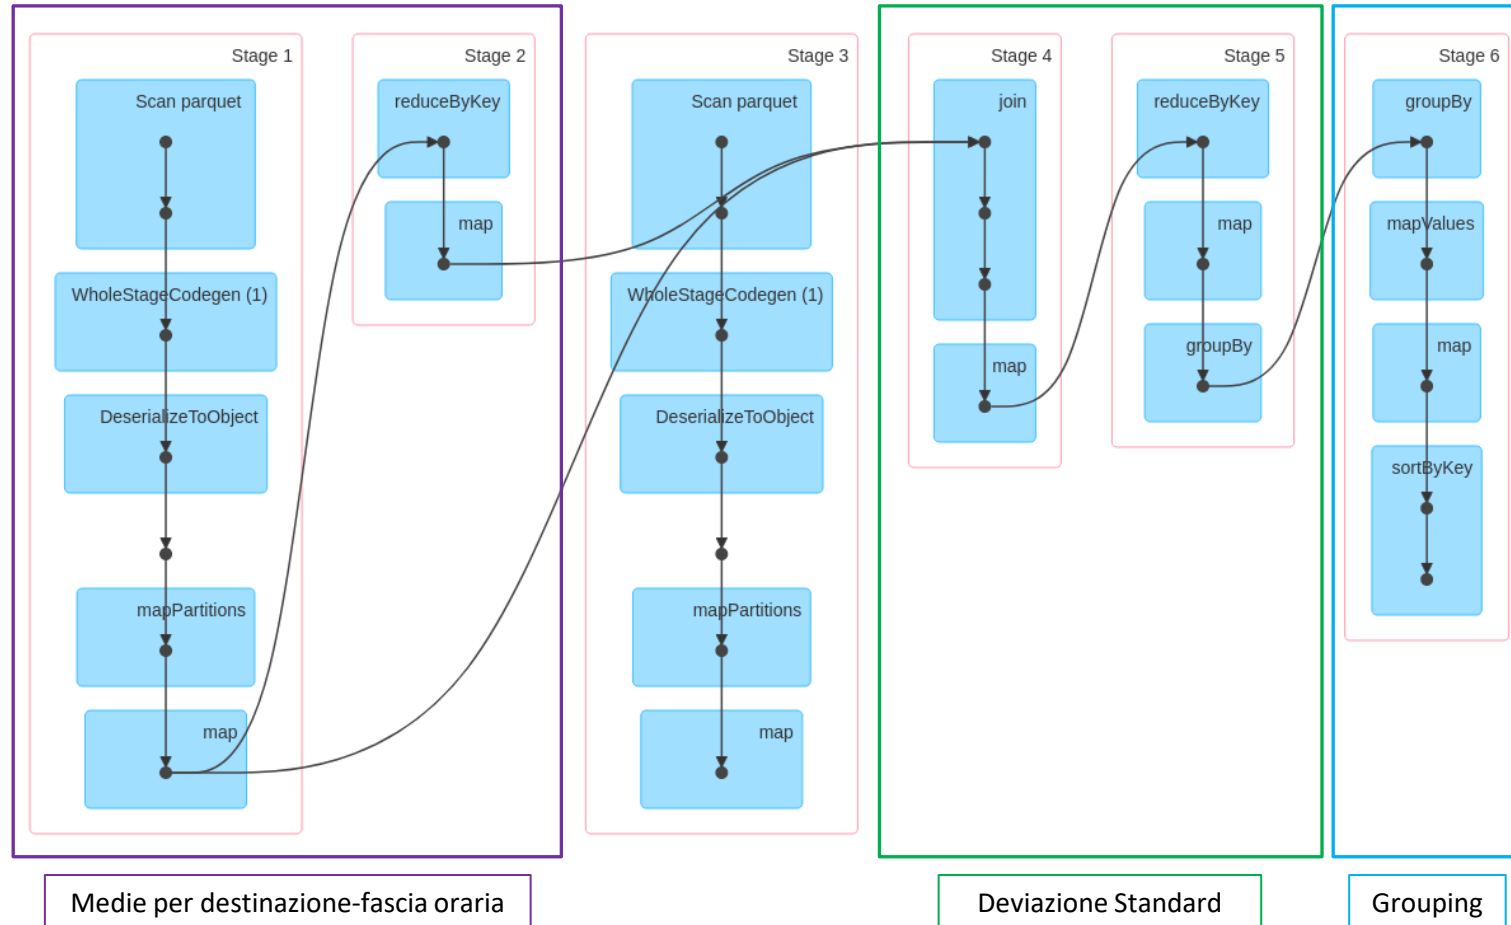 Stage 1
Scan parquet
WholeStageCodegen (1)
DeserializeToObject
mapPartitions
map
Stage 2
reduceByKey
map
Stage 3
Scan parquet
WholeStageCodegen (1)
DeserializeToObject
mapPartitions
map
Stage 4
join
map
Stage 5
reduceByKey
map
groupBy
Stage 6
groupBy
mapValues
map
sortByKey
Medie per destinazione-fascia oraria
Deviazione Standard
Grouping